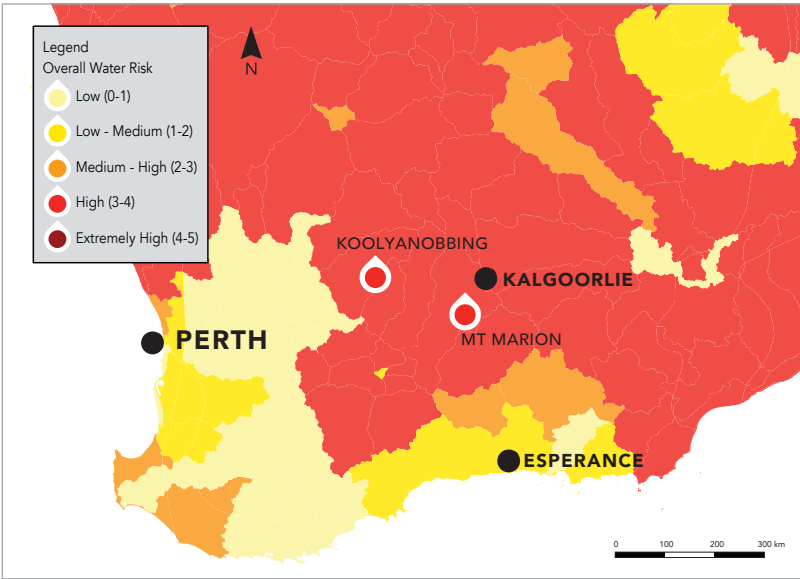 Legend
Overall Water Risk
Low (0-1)
Low - Medium (1-2)
Medium - High (2-3)
High (3-4)
Extremely High (4-5)
N
KOOLYANOBBING
KALGOORLIE
MT MARION
PERTH
ESPERANCE
0 100 200 300 km